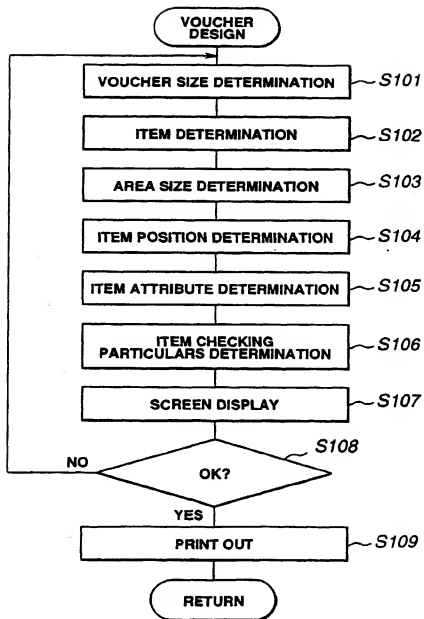 VOUCHER
DESIGN
VOUCHER SIZE DETERMINATION
S101
ITEM DETERMINATION
S102
AREA SIZE DETERMINATION
S103
ITEM POSITION DETERMINATION
S104
ITEM ATTRIBUTE DETERMINATION
S105
ITEM CHECKING
PARTICULARS DETERMINATION
S106
SCREEN DISPLAY
S107
S108
NO
OK?
YES
PRINT OUT
S109
RETURN